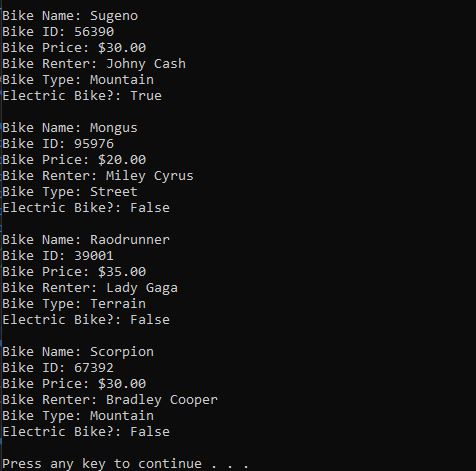 Bike Name: Sugeno
Bike ID: 56390
Bike Price: $30.00
Bike Renter: Johny Cash
Bike Type: Mountain
Electric Bike?: True
Bike Name: Mongus
Bike ID: 95976
Bike Price: $20.00
Bike Renter: Miley Cyrus
Bike Type: Street
Electric Bike?: False
Bike Name: Raodrunner
Bike ID: 39001
Bike Price: $35.00
Bike Renter: Lady Gaga
Bike Type: Terrain
Electric Bike?: False
Bike Name: Scorpion
Bike ID: 67392
Bike Price: $30.00
Bike Renter: Bradley Cooper
Bike Type: Mountain
Electric Bike?: False
Press any key to continue . . .